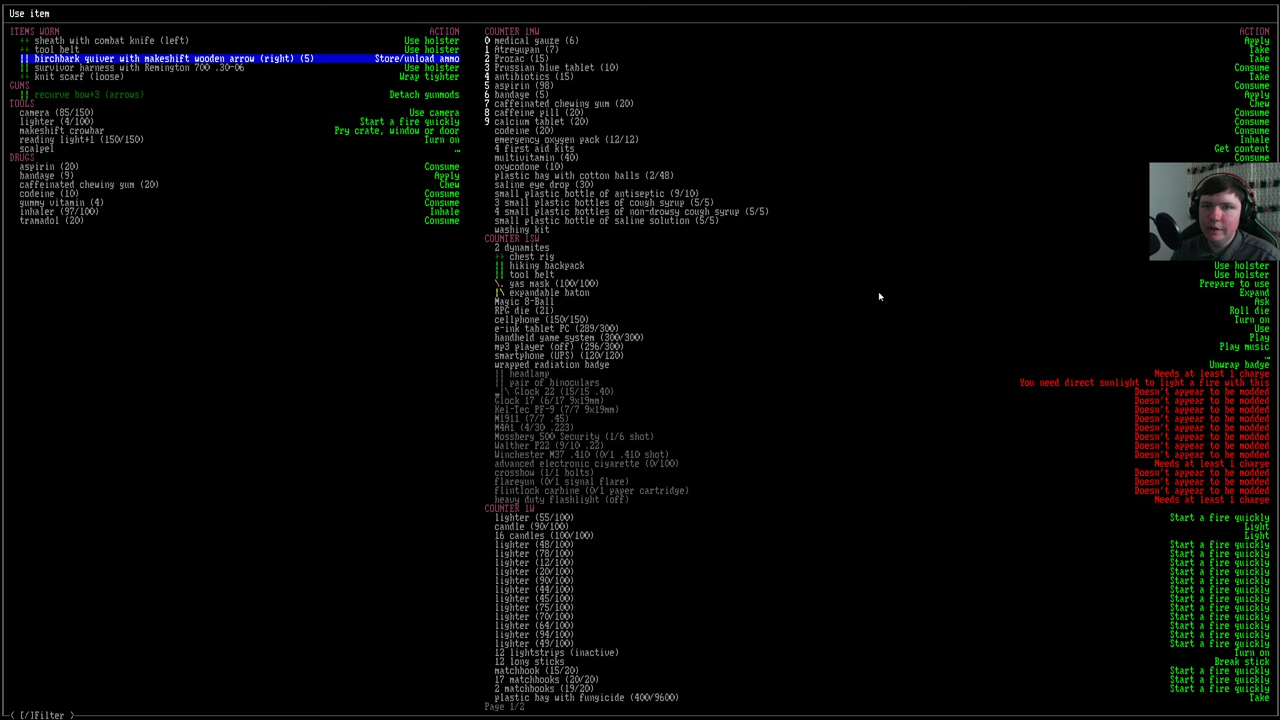 Use item
ITEMS WORN ACTION
++ sheath with combat knife (left) Use holster
++ tool belt Use holster
|| birchbark quiver with makeshift wooden arrow (right) (5) Store/unload ammo
|| survivor harness with Remington 700 .30-06 Use holster
++ knit scarf (loose) Wrap tighter
GUNS
|| recurve bow+3 (arrows) Detach gunmods
TOOLS
camera (85/150) Use camera
lighter (4/100) Start a fire quickly
makeshift crowbar Pry crate, window or door
reading light+1 (150/150) Turn on
scalpel …
DRUGS
aspirin (20) Consume
bandage (9) Apply
caffeinated chewing gum (20) Chew
codeine (10) Consume
gummy vitamin (4) Consume
inhaler (97/100) Inhale
tramadol (20) Consume
COUNTER 1NW ACTION
0 medical gauze (6) Apply
1 Atreyupan (7) Take
2 Prozac (15) Take
3 Prussian blue tablet (10) Consume
4 antibiotics (15) Take
5 aspirin (98) Consume
6 bandage (5) Apply
7 caffeinated chewing gum (20) Chew
8 caffeine pill (20) Consume
9 calcium tablet (20) Consume
codeine (20) Consume
emergency oxygen pack (12/12) Inhale
4 first aid kits Get content
multivitamin (40) Consume
oxycodone (10)
plastic bag with cotton balls (2/48)
saline eye drop (30)
small plastic bottle of antiseptic (9/10)
3 small plastic bottles of cough syrup (5/5)
4 small plastic bottles of non-drowsy cough syrup (5/5)
small plastic bottle of saline solution (5/5)
washing kit
COUNTER 1SW
2 dynamites
++ chest rig
|| hiking backpack Use holster
|| tool belt Use holster
\. gas mask (100/100) Prepare to use
|\ expandable baton Expand
Magic 8-Ball Ask
RPG die (21) Roll die
cellphone (150/150) Turn on
e-ink tablet PC (289/300) Use
handheld game system (300/300) Play
mp3 player (off) (296/300) Play music
smartphone (UPS) (120/120) …
wrapped radiation badge Unwrap badge
|| headlamp Needs at least 1 charge
|| pair of binoculars You need direct sunlight to light a fire with this
|\ Glock 22 (15/15 .40) Doesn't appear to be modded
Glock 17 (6/17 9x19mm) Doesn't appear to be modded
Kel-Tec PF-9 (7/7 9x19mm) Doesn't appear to be modded
M1911 (7/7 .45) Doesn't appear to be modded
M4A1 (4/30 .223) Doesn't appear to be modded
Mossberg 500 Security (1/6 shot) Doesn't appear to be modded
Walther P22 (9/10 .22) Doesn't appear to be modded
Winchester M37 .410 (0/1 .410 shot) Doesn't appear to be modded
advanced electronic cigarette (0/100) Needs at least 1 charge
crossbow (1/1 bolts) Doesn't appear to be modded
flaregun (0/1 signal flare) Doesn't appear to be modded
flintlock carbine (0/1 paper cartridge) Doesn't appear to be modded
heavy duty flashlight (off) Needs at least 1 charge
COUNTER 1W
lighter (55/100) Start a fire quickly
candle (90/100) Light
16 candles (100/100) Light
lighter (48/100) Start a fire quickly
lighter (78/100) Start a fire quickly
lighter (12/100) Start a fire quickly
lighter (20/100) Start a fire quickly
lighter (90/100) Start a fire quickly
lighter (44/100) Start a fire quickly
lighter (45/100) Start a fire quickly
lighter (75/100) Start a fire quickly
lighter (70/100) Start a fire quickly
lighter (64/100) Start a fire quickly
lighter (94/100) Start a fire quickly
lighter (49/100) Start a fire quickly
12 lightstrips (inactive) Turn on
12 long sticks Break stick
matchbook (15/20) Start a fire quickly
17 matchbooks (20/20) Start a fire quickly
2 matchbooks (19/20) Start a fire quickly
plastic bag with fungicide (400/9600) Take
Page 1/2
( [/]Filter )